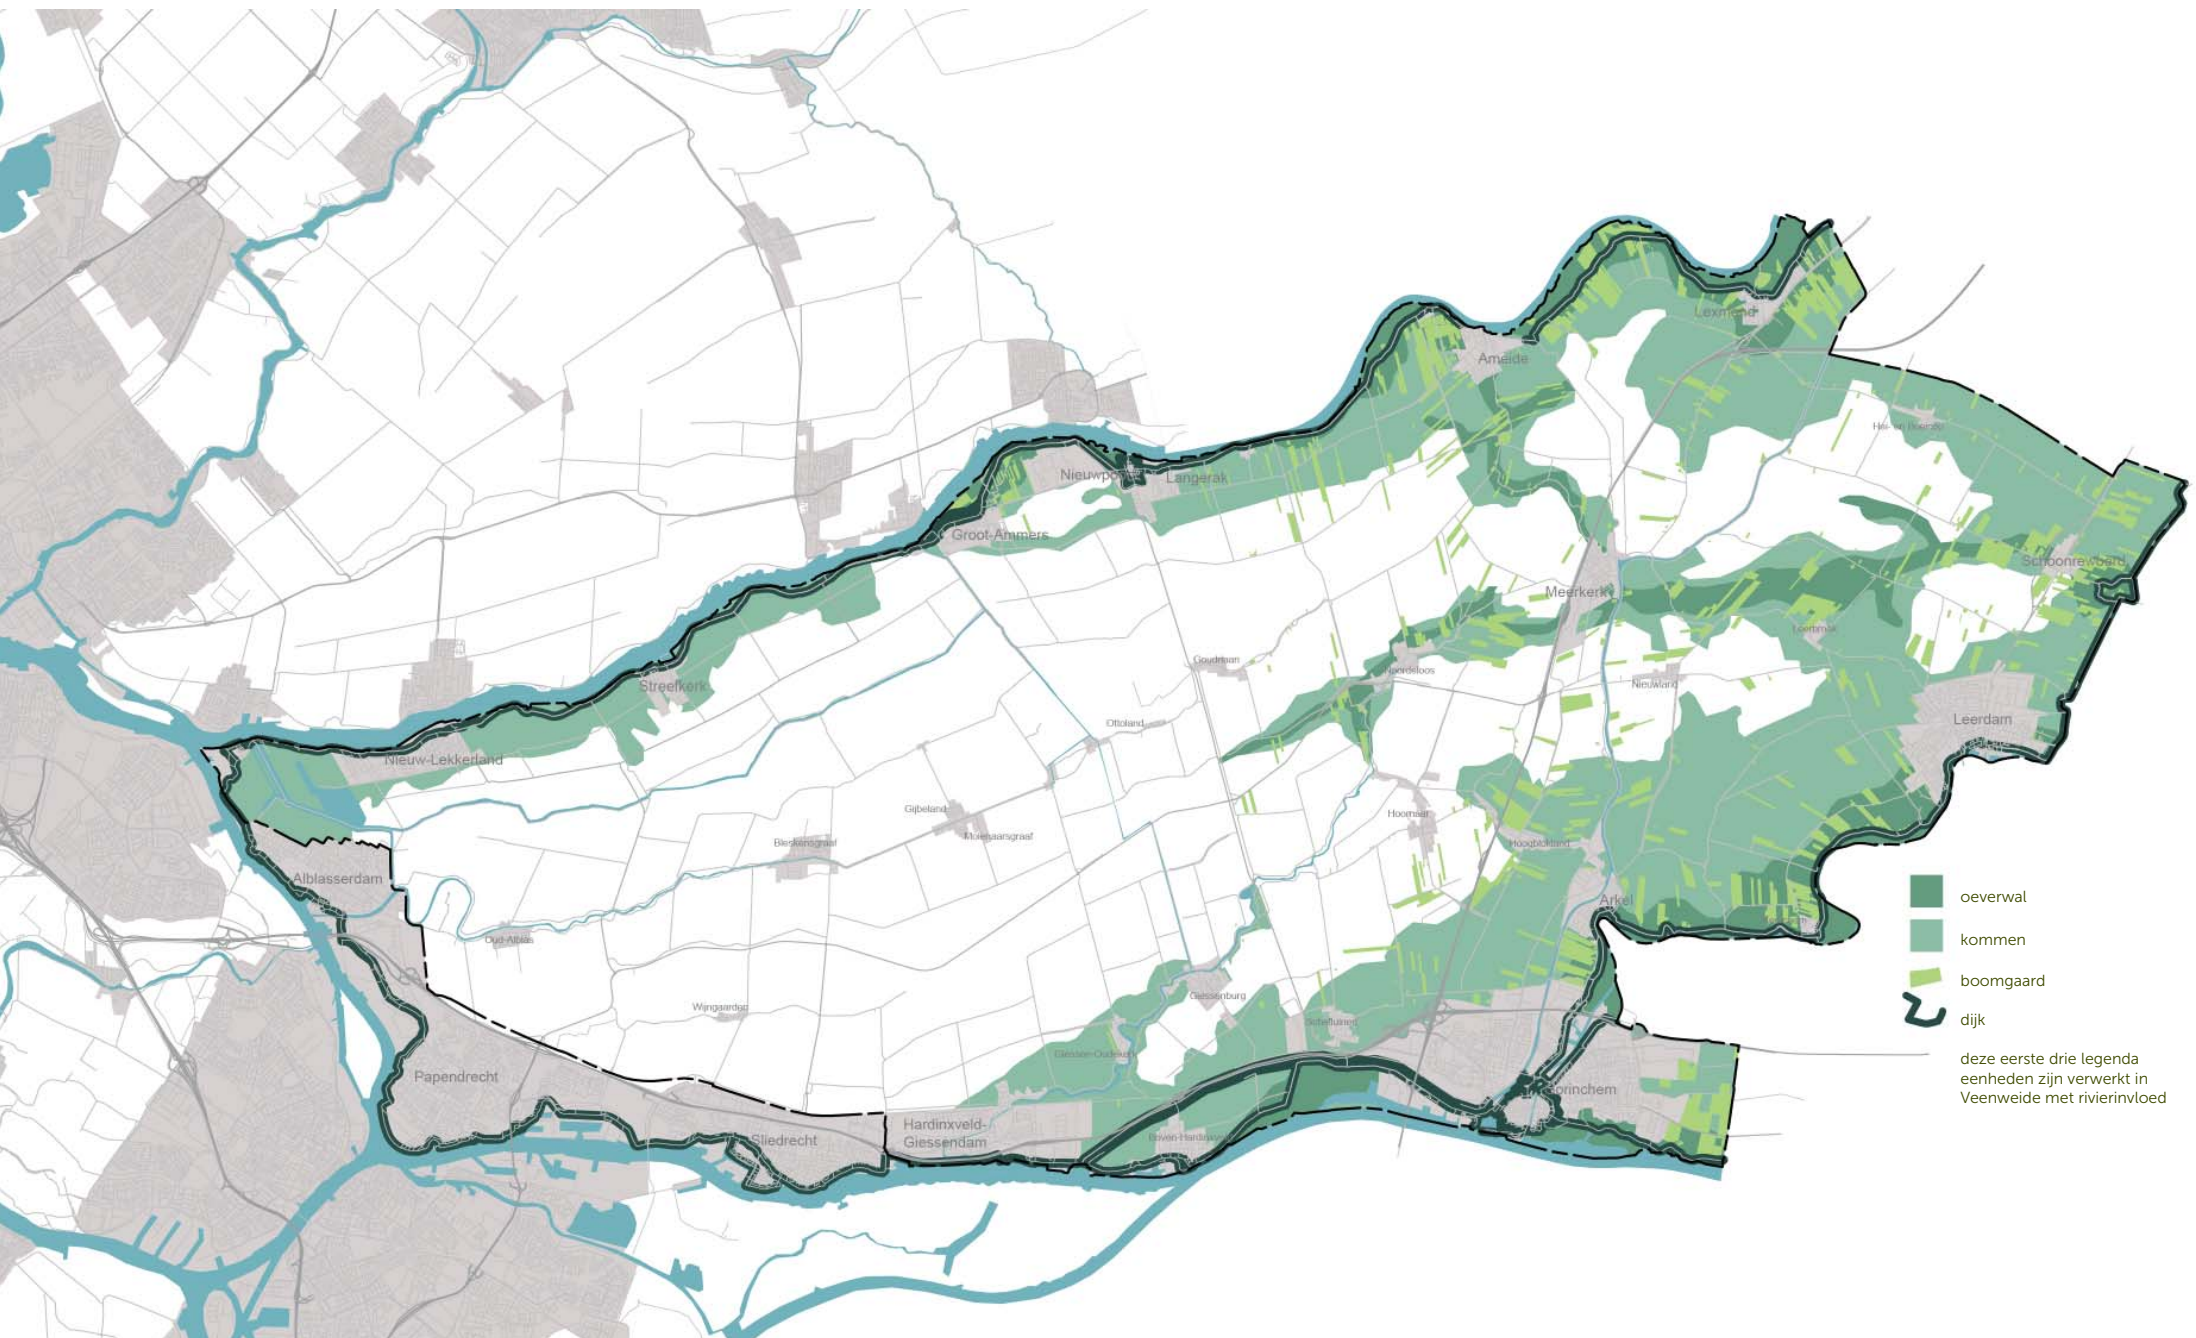 Lexmond
Ameide
Hei- en Boeicop
Nieuwpoort
Langerak
Groot-Ammers
Schoonrewoerd
Meerkerk
Leerbroek
Goudriaan
Noordeloos
Nieuwland
Streefkerk
Ottoland
Leerdam
Nieuw-Lekkerland
Gijbeland
Molenaarsgraaf
Hoornaar
Bleskensgraaf
Hoogblokland
Alblasserdam
Arkel
oeverwal
Oud-Alblas
kommen
boomgaard
Giessenburg
Wijngaarden
dijk
Schelluinen
Giessen-Oudekerk
deze eerste drie legenda
eenheden zijn verwerkt in
Veenweide met rivierinvloed
Papendrecht
Gorinchem
Hardinxveld-
Giessendam
Sliedrecht
Boven-Hardinxveld